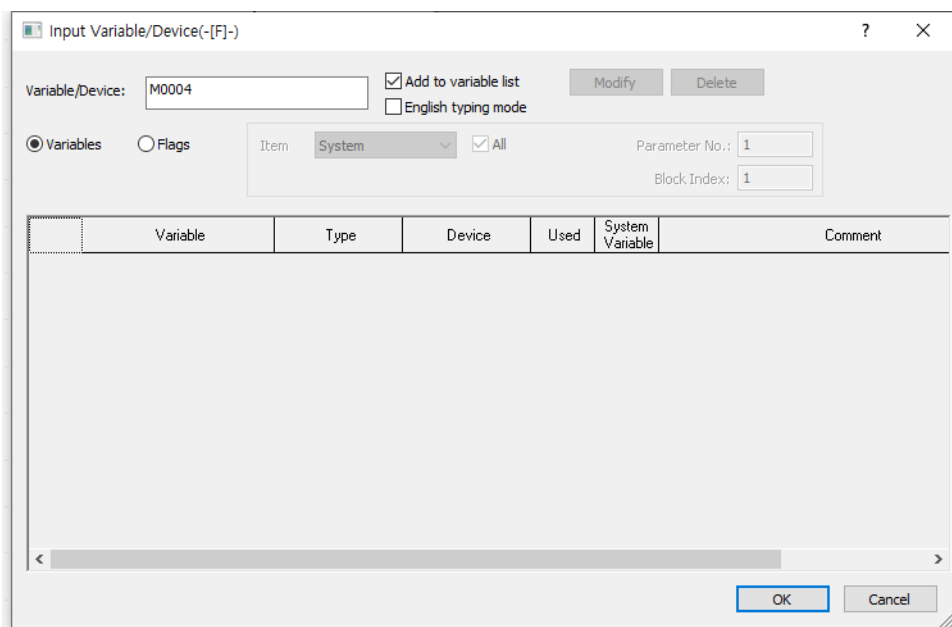 Input Variable/Device(-[F]-)
?
Variable/Device: M0004
Add to variable list
Modify
Delete
English typing mode
Variables
Flags
Item
System
All
Parameter No.: 1
Block Index: 1
Variable
Type
Device
Used
System
Variable
Comment
OK
Cancel